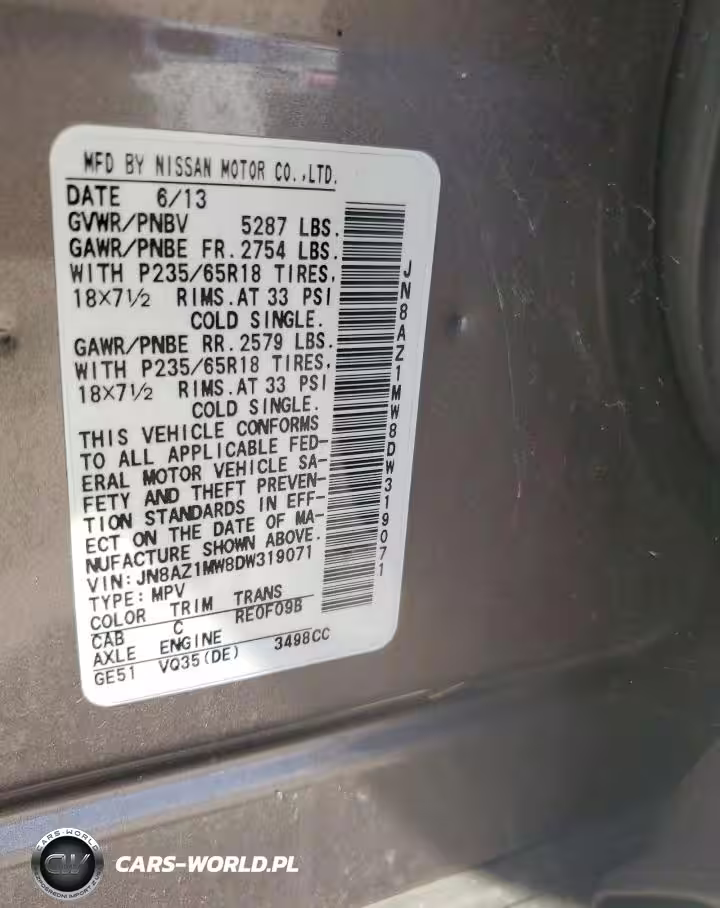 MFD BY NISSAN MOTOR CO.,LTD.
DATE 6/13
GVWR/PNBV 5287 LBS.
GAWR/PNBE FR.2754 LBS.
WITH P235/65R18 TIRES,
18×7½ RIMS.AT 33 PSI
COLD SINGLE.
GAWR/PNBE RR.2579 LBS.
WITH P235/65R18 TIRES,
18×7½ RIMS.AT 33 PSI
COLD SINGLE.
THIS VEHICLE CONFORMS
TO ALL APPLICABLE FED-
ERAL MOTOR VEHICLE SA-
FETY AND THEFT PREVEN-
TION STANDARDS IN EFF-
ECT ON THE DATE OF MA-
NUFACTURE SHOWN ABOVE.
VIN:JN8AZ1MW8DW319071
TYPE:MPV
COLOR TRIM TRANS
CAB C RE0F09B
AXLE ENGINE
GE51 VQ35(DE) 3498CC
JN8AZ1MW8DW319071
CARS-WORLD
CW
CARS-WORLD.PL